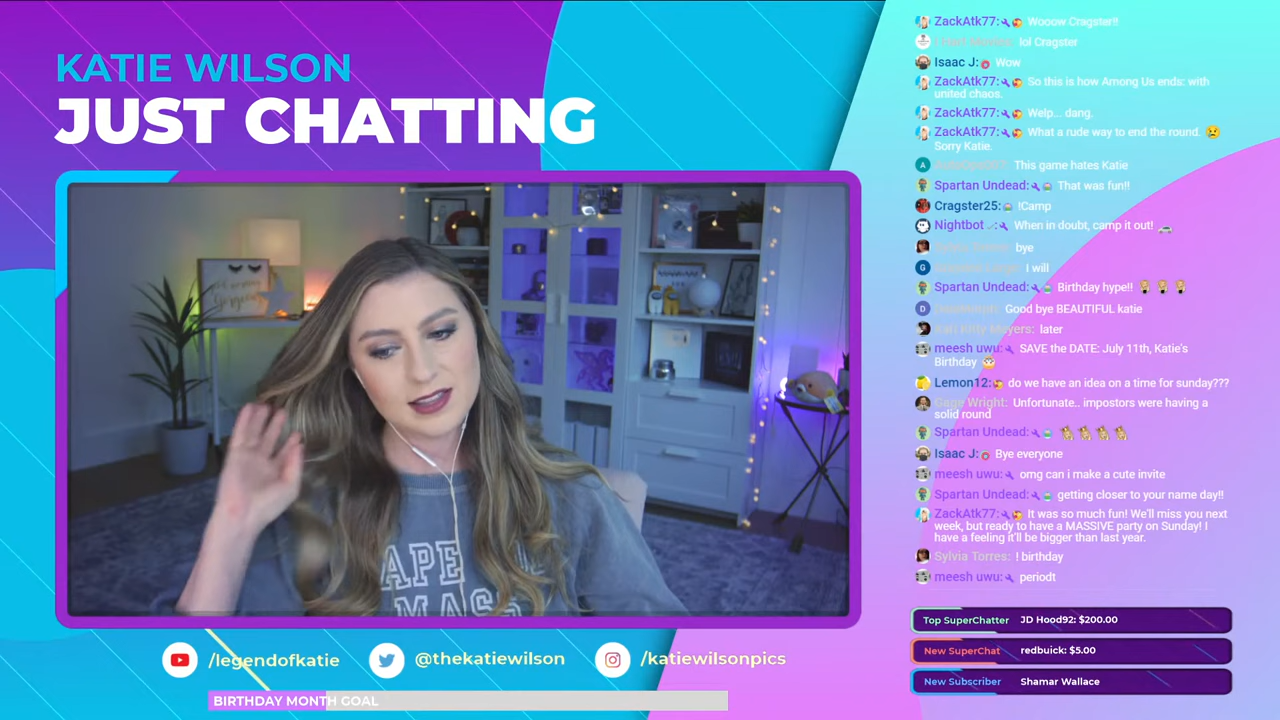 KATIE WILSON
JUST CHATTING
APE
MASS
/legendofkatie
@thekatiewilson
/katiewilsonpics
BIRTHDAY MONTH GOAL
ZackAtk77: Wooow Cragster!!
lol Cragster
Isaac J: Wow
ZackAtk77: So this is how Among Us ends: with
united chaos.
ZackAtk77: Welp... dang.
ZackAtk77: What a rude way to end the round. 😢
Sorry Katie.
A
This game hates Katie
Spartan Undead: That was fun!!
Cragster25: !Camp
Nightbot: When in doubt, camp it out!
Sylvia Torres: bye
G
I will
Spartan Undead: Birthday hype!!
D
Good bye BEAUTIFUL katie
Kitty Meyers: later
meesh uwu: SAVE the DATE: July 11th, Katie's
Birthday 🎂
Lemon12: do we have an idea on a time for sunday???
Gage Wright: Unfortunate.. impostors were having a
solid round
Spartan Undead:
Isaac J: Bye everyone
meesh uwu: omg can i make a cute invite
Spartan Undead: getting closer to your name day!!
ZackAtk77: It was so much fun! We'll miss you next
week, but ready to have a MASSIVE party on Sunday! I
have a feeling it'll be bigger than last year.
Sylvia Torres: ! birthday
meesh uwu: periodt
Top SuperChatter JD Hood92: $200.00
New SuperChat redbuick: $5.00
New Subscriber Shamar Wallace